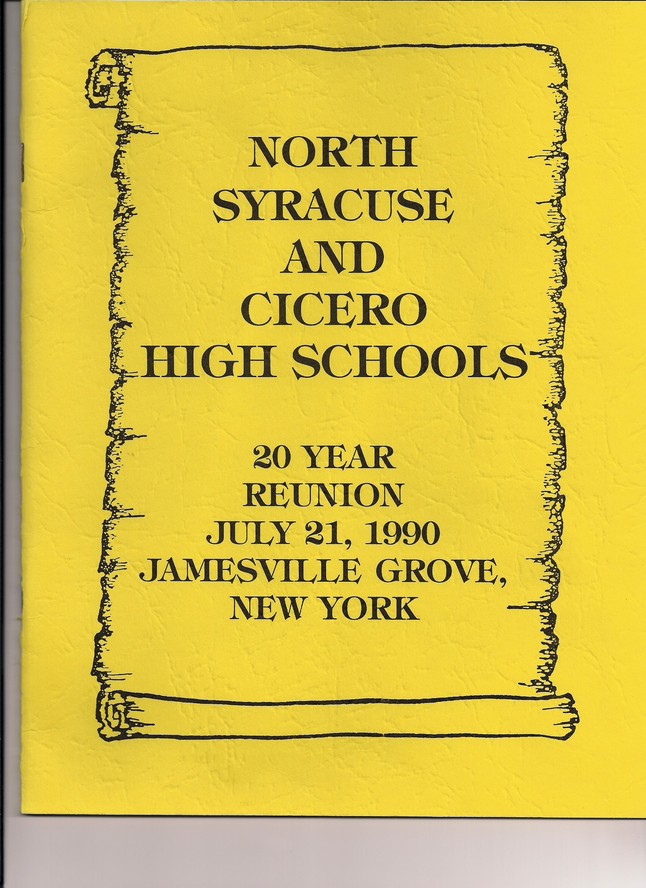 NORTH
SYRACUSE
AND
CICERO
HIGH SCHOOLS
20 YEAR
REUNION
JULY 21, 1990
JAMESVILLE GROVE,
NEW YORK